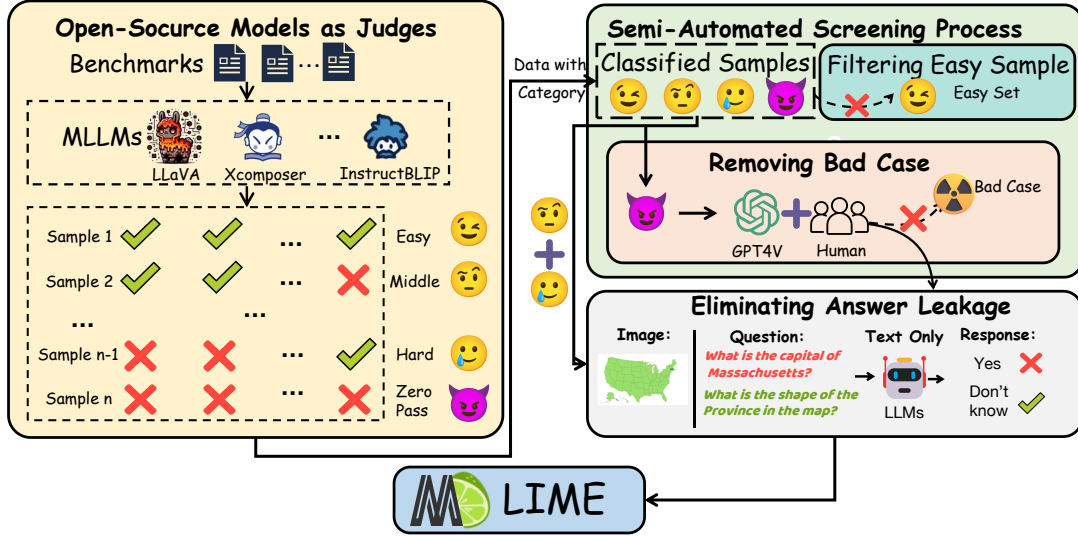 Open-Socurce Models as Judges
Benchmarks
...
MLLMs
...
LLaVA
Xcomposer
InstructBLIP
Sample 1
...
Easy
Sample 2
...
Middle
...
...
Sample n-1
...
Hard
Sample n
...
Zero
Pass
Data with
Category
Semi-Automated Screening Process
Classified Samples
Filtering Easy Sample
Easy Set
Removing Bad Case
Bad Case
GPT4V
Human
Eliminating Answer Leakage
Image:
Question:
Text Only
Response:
What is the capital of
Massachusetts?
What is the shape of the
Province in the map?
LLMs
Yes
Don't
know
LIME